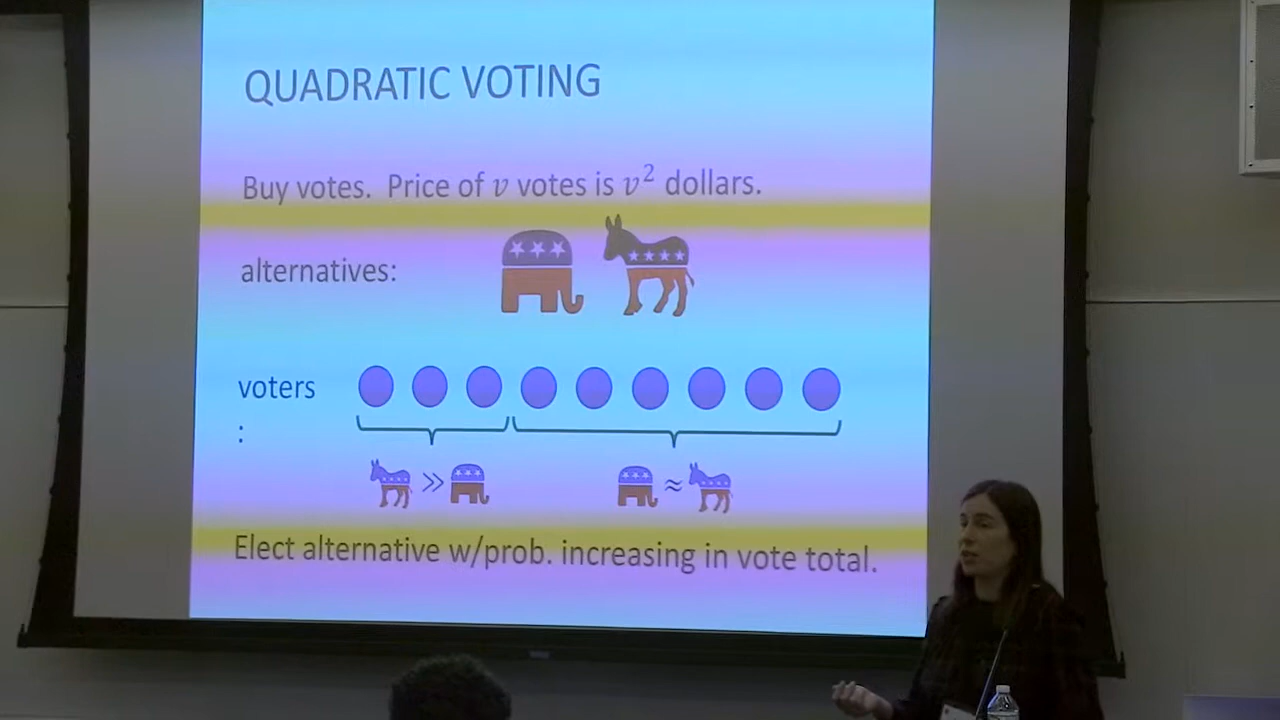 QUADRATIC VOTING
Buy votes. Price of v votes is v² dollars.
alternatives:
voters
:
≫
≈
Elect alternative w/prob. increasing in vote total.